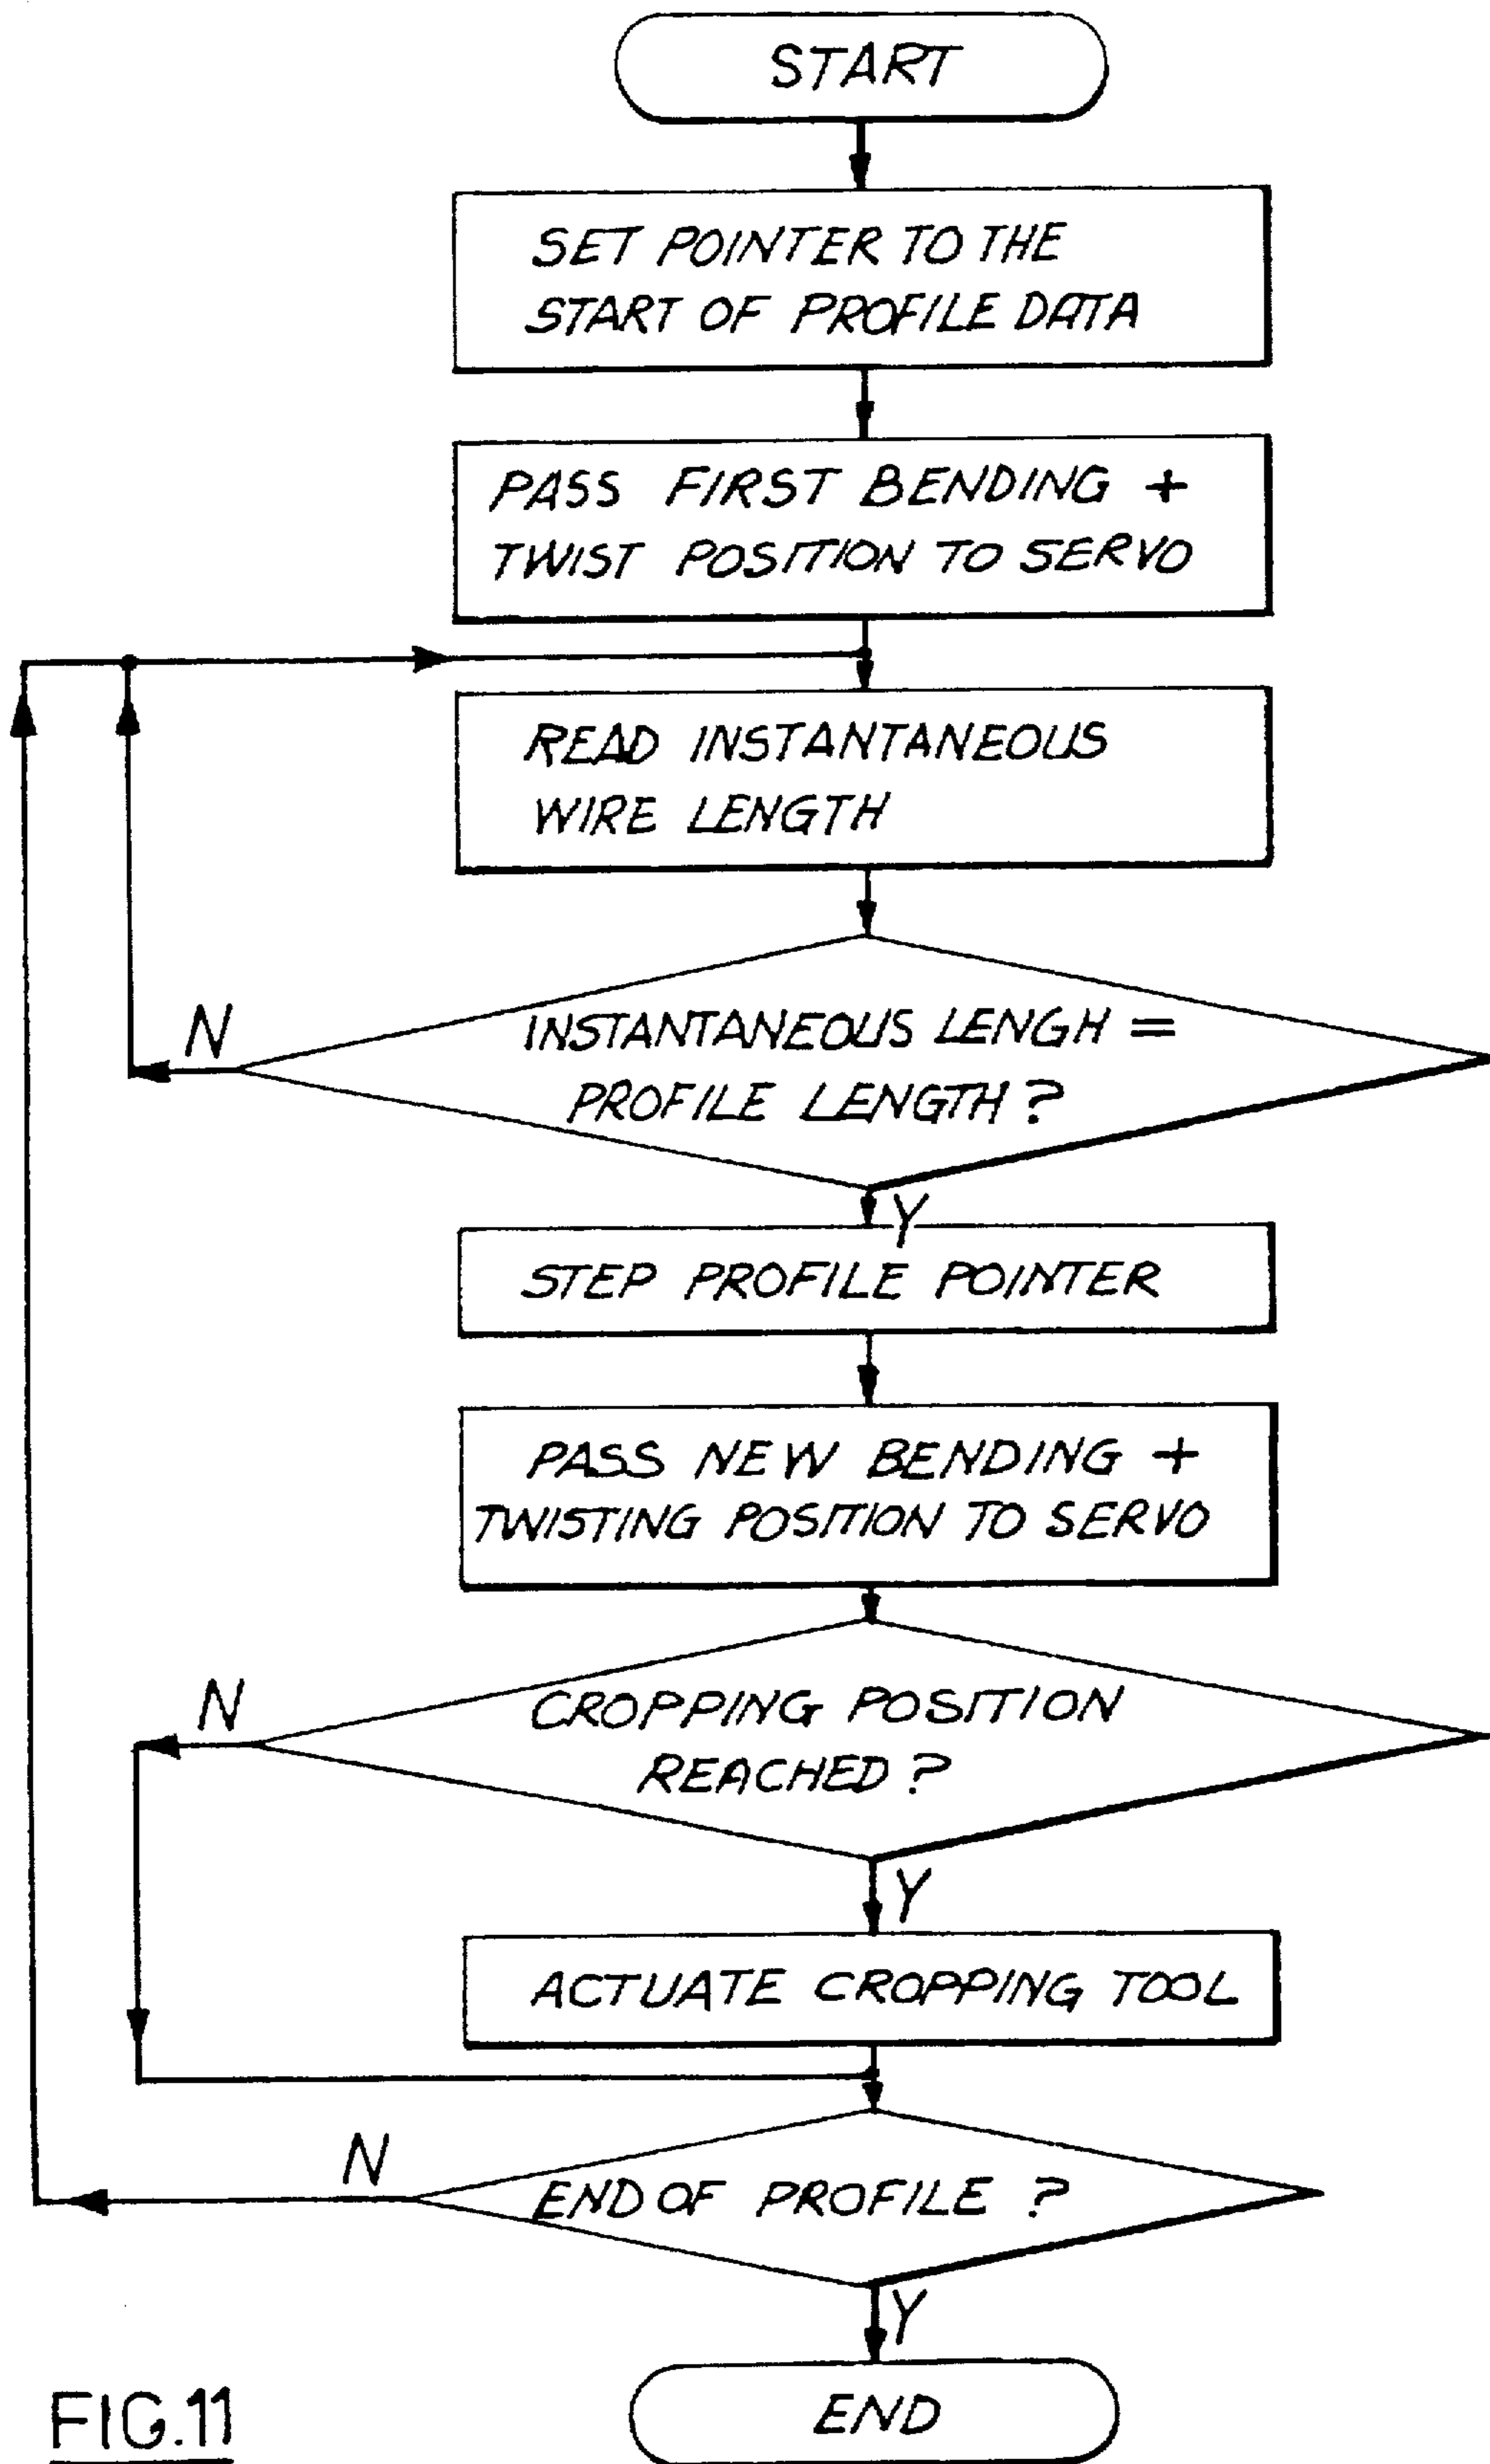 START
SET POINTER TO THE
START OF PROFILE DATA
PASS FIRST BENDING +
TWIST POSITION TO SERVO
READ INSTANTANEOUS
WIRE LENGTH
N
INSTANTANEOUS LENGH =
PROFILE LENGTH ?
Y
STEP PROFILE POINTER
PASS NEW BENDING +
TWISTING POSITION TO SERVO
N
CROPPING POSITION
REACHED ?
Y
ACTUATE CROPPING TOOL
N
END OF PROFILE ?
Y
END
FIG.11